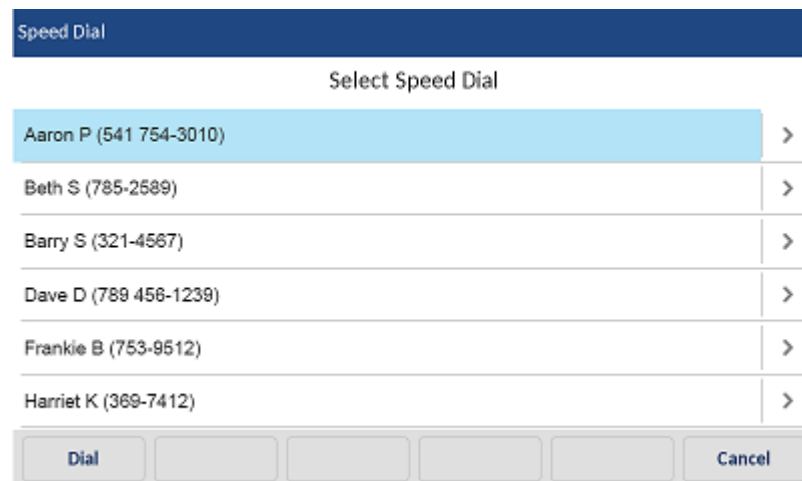 Speed Dial
Select Speed Dial
Aaron P (541 754-3010)
Beth S (785-2589)
Barry S (321-4567)
Dave D (789 456-1239)
Frankie B (753-9512)
Harriet K (369-7412)
Dial Cancel